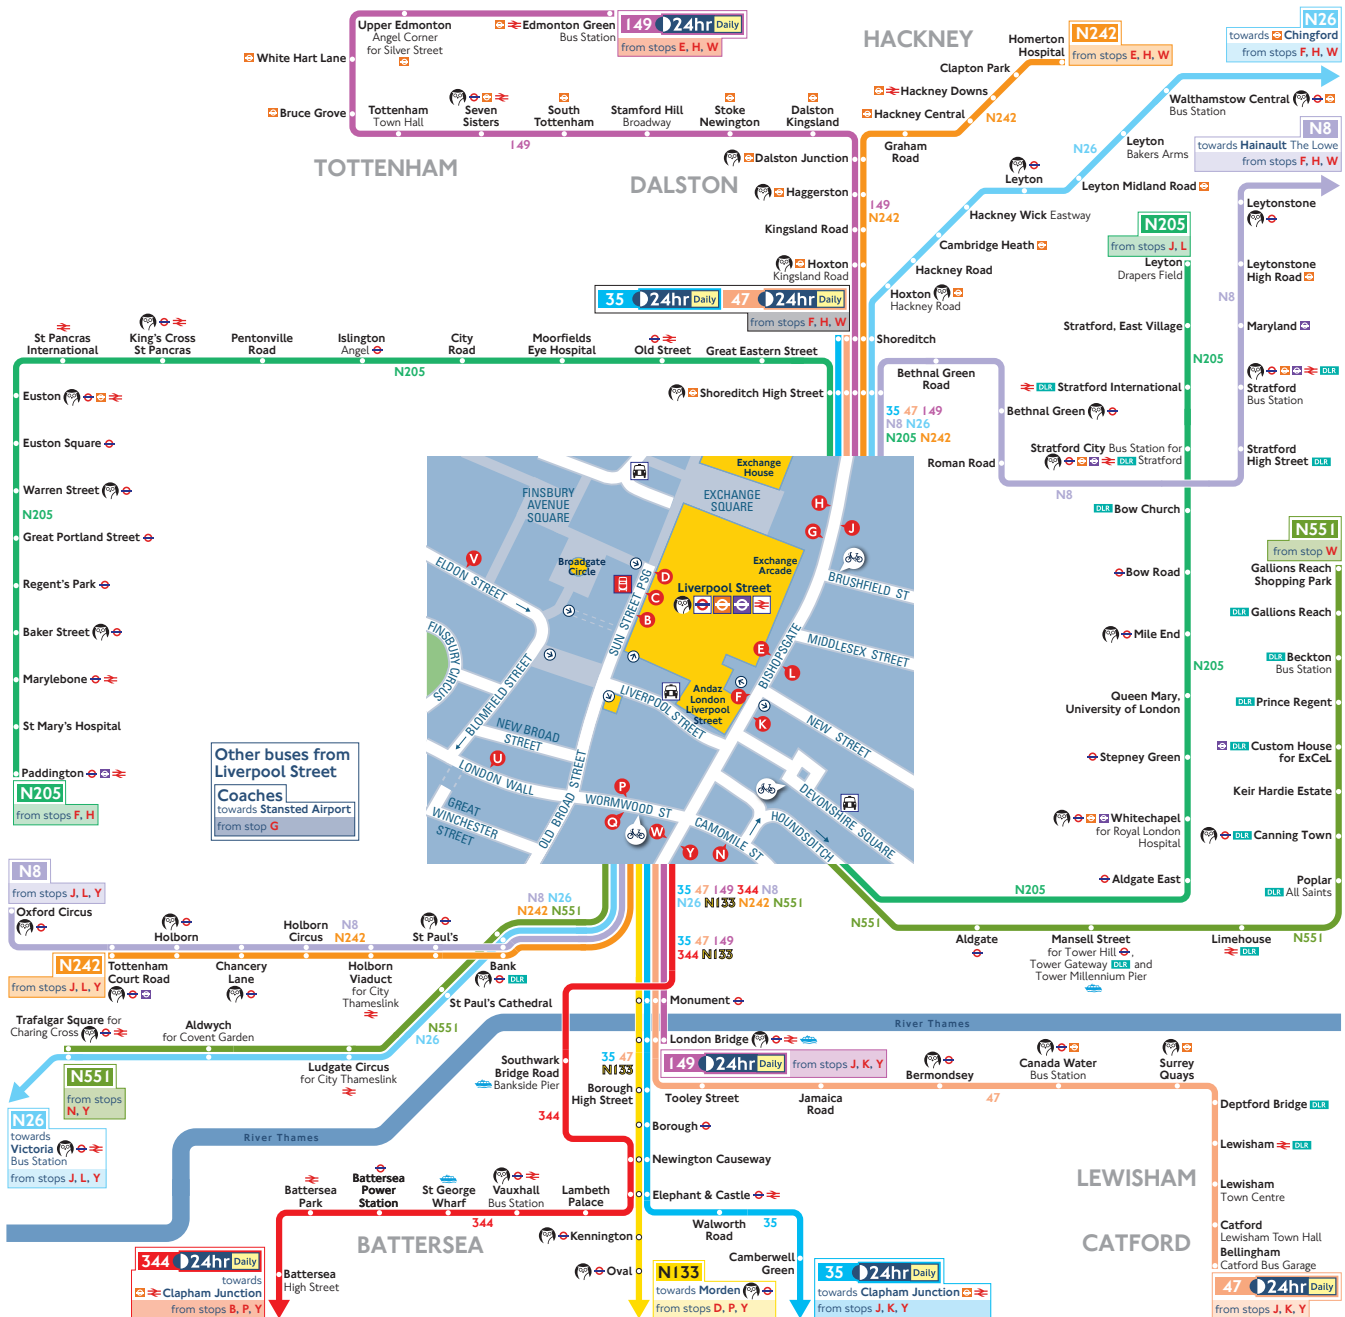 Upper Edmonton
Angel Corner
for Silver Street
Edmonton Green
Bus Station
149 24hr Daily
from stops E, H, W
White Hart Lane
Bruce Grove
Tottenham
Town Hall
Seven
Sisters
South
Tottenham
Stamford Hill
Broadway
Stoke
Newington
Dalston
Kingsland
149
TOTTENHAM
DALSTON
HACKNEY
Homerton
Hospital
N242
from stops E, H, W
Clapton Park
Hackney Downs
Hackney Central
N242
Graham
Road
Dalston Junction
Haggerston
149
N242
Kingsland Road
Hoxton
Kingsland Road
35 24hr Daily 47 24hr Daily
from stops F, H, W
N26
towards Chingford
from stops F, H, W
Walthamstow Central
Bus Station
Leyton
Bakers Arms
N26
Leyton Midland Road
Leyton
Hackney Wick Eastway
Cambridge Heath
Hackney Road
Hoxton
Hackney Road
Shoreditch
N8
towards Hainault The Lowe
from stops F, H, W
Leytonstone
Leytonstone
High Road
N8
Maryland
Stratford
Bus Station
Stratford
High Street DLR
N205
from stops J, L
Leyton
Drapers Field
Stratford, East Village
N205
DLR Stratford International
Stratford City Bus Station for
DLR Stratford
Bethnal Green
Road
Bethnal Green
Roman Road
N8
DLR Bow Church
Bow Road
Mile End
N205
Queen Mary,
University of London
Stepney Green
Whitechapel
for Royal London
Hospital
Aldgate East
N205
St Pancras
International
King's Cross
St Pancras
Pentonville
Road
Islington
Angel
City
Road
Moorfields
Eye Hospital
Old Street
Great Eastern Street
N205
Shoreditch High Street
35 47 149
N8 N26
N205 N242
Euston
Euston Square
Warren Street
N205
Great Portland Street
Regent's Park
Baker Street
Marylebone
St Mary's Hospital
Paddington
N205
from stops F, H
Other buses from
Liverpool Street
Coaches
towards Stansted Airport
from stop G
Exchange
House
FINSBURY
AVENUE
SQUARE
EXCHANGE
SQUARE
H
G
J
V
Broadgate
Circle
Exchange
Arcade
ELDON STREET
SUN STREET PSG
D
C
B
Liverpool Street
BRUSHFIELD ST
FINSBURY CIRCUS
BLOMFIELD STREET
MIDDLESEX STREET
BISHOPSGATE
E
L
LIVERPOOL STREET
Andaz
London
Liverpool
Street
F
K
NEW STREET
NEW BROAD
STREET
U
LONDON WALL
OLD BROAD STREET
P
WORMWOOD ST
Q
W
GREAT
WINCHESTER
STREET
CAMOMILE ST
Y
N
HOUNDSDITCH
DEVONSHIRE SQUARE
N551
from stop W
Gallions Reach
Shopping Park
DLR Gallions Reach
DLR Beckton
Bus Station
DLR Prince Regent
DLR Custom House
for ExCeL
Keir Hardie Estate
DLR Canning Town
Poplar
DLR All Saints
N551
Limehouse
DLR
Mansell Street
for Tower Hill,
Tower Gateway DLR and
Tower Millennium Pier
Aldgate
N551
N8
from stops J, L, Y
Oxford Circus
Holborn
Holborn
Circus
N8
N242
St Paul's
N8 N26
N242 N551
35 47 149 344 N8
N26 N133 N242 N551
35 47 149
344 N133
N242
from stops J, L, Y
Tottenham
Court Road
Chancery
Lane
Holborn
Viaduct
for City
Thameslink
Bank
DLR
St Paul's Cathedral
Trafalgar Square for
Charing Cross
Aldwych
for Covent Garden
N551
N26
Ludgate Circus
for City Thameslink
N551
from stops
N, Y
N26
towards
Victoria
Bus Station
from stops J, L, Y
River Thames
River Thames
Monument
London Bridge
149 24hr Daily from stops J, K, Y
Southwark
Bridge Road
Bankside Pier
35 47
N133
Borough
High Street
Tooley Street
Jamaica
Road
Bermondsey
Canada Water
Bus Station
Surrey
Quays
47
344
Borough
Newington Causeway
Elephant & Castle
Deptford Bridge DLR
Lewisham DLR
Lewisham
Town Centre
Catford
Lewisham Town Hall
Bellingham
Catford Bus Garage
47 24hr Daily
from stops J, K, Y
LEWISHAM
CATFORD
Battersea
Park
Battersea
Power
Station
St George
Wharf
Vauxhall
Bus Station
Lambeth
Palace
344
BATTERSEA
Walworth
Road
35
Kennington
Camberwell
Green
Oval
344 24hr Daily
towards
Clapham Junction
from stops B, P, Y
Battersea
High Street
N133
towards Morden
from stops D, P, Y
35 24hr Daily
towards Clapham Junction
from stops J, K, Y